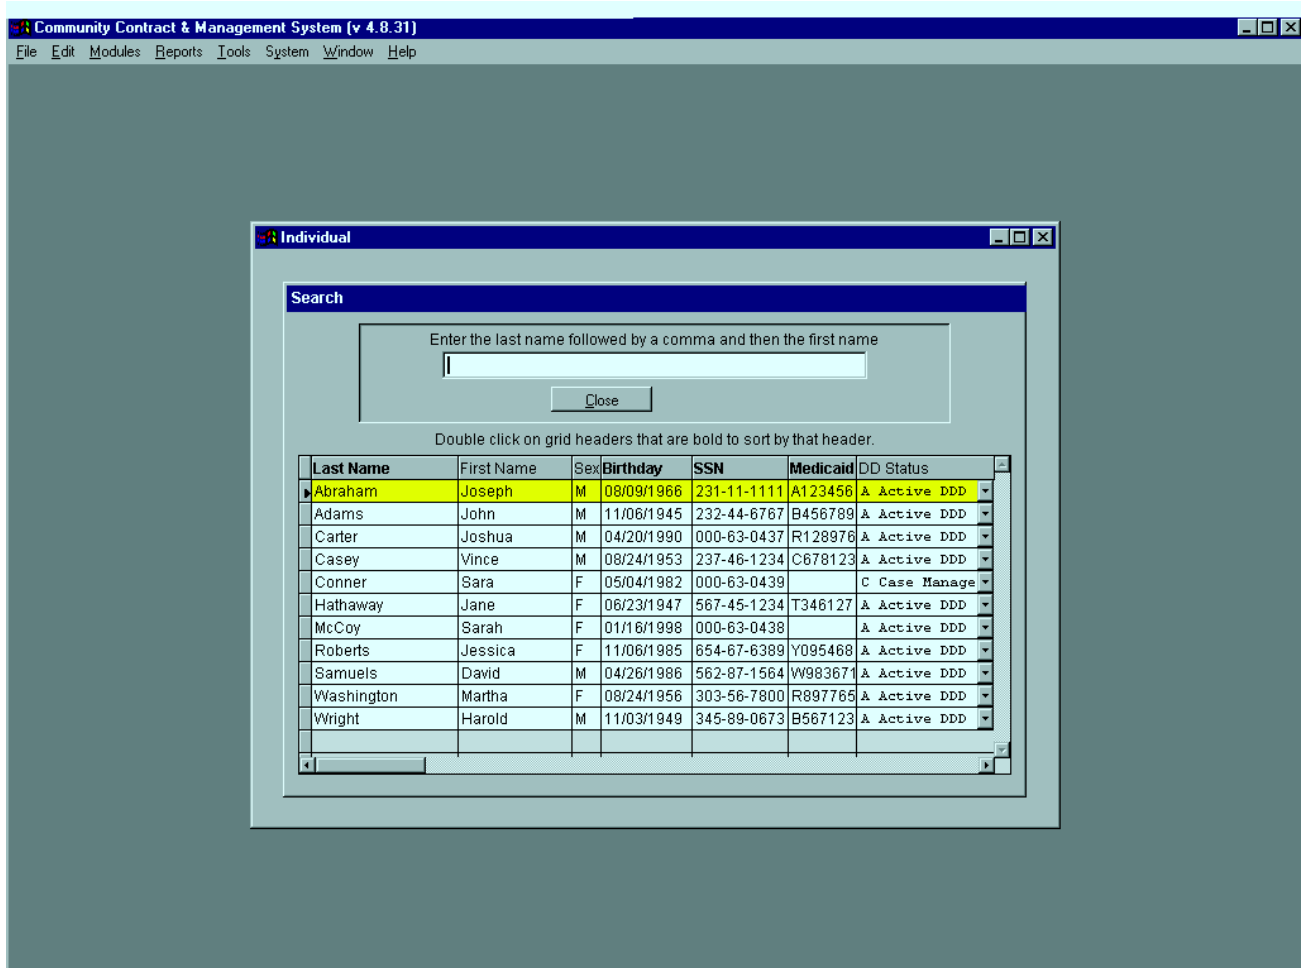 Community Contract & Management System (v 4.8.31)
File Edit Modules Reports Tools System Window Help
Individual
Search
Enter the last name followed by a comma and then the first name
Close
Double click on grid headers that are bold to sort by that header.
Last Name First Name Sex Birthday SSN Medicaid DD Status
Abraham Joseph M 08/09/1966 231-11-1111 A123456 A Active DDD
Adams John M 11/06/1945 232-44-6767 B456789 A Active DDD
Carter Joshua M 04/20/1990 000-63-0437 R128976 A Active DDD
Casey Vince M 08/24/1953 237-46-1234 C678123 A Active DDD
Conner Sara F 05/04/1982 000-63-0439 C Case Manage
Hathaway Jane F 06/23/1947 567-45-1234 T346127 A Active DDD
McCoy Sarah F 01/16/1998 000-63-0438 A Active DDD
Roberts Jessica F 11/06/1985 654-67-6389 Y095468 A Active DDD
Samuels David M 04/26/1986 562-87-1564 W983671 A Active DDD
Washington Martha F 08/24/1956 303-56-7800 R897765 A Active DDD
Wright Harold M 11/03/1949 345-89-0673 B567123 A Active DDD